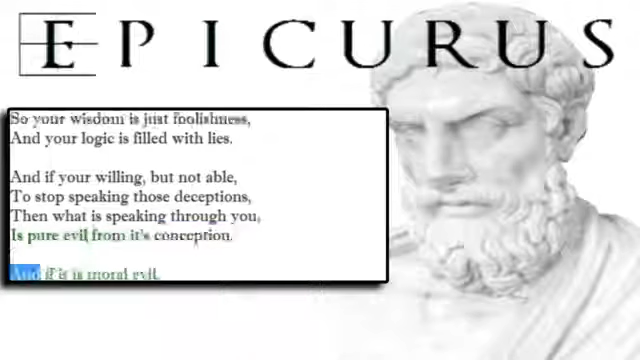 EPICURUS
So your wisdom is just foolishness,
And your logic is filled with lies.
And if your willing, but not able,
To stop speaking those deceptions,
Then what is speaking through you,
Is pure evil from it's conception.
And if it is moral evil.